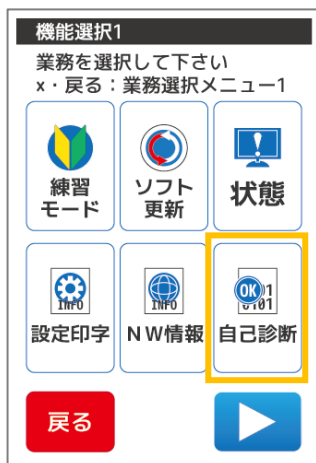 機能選択1
業務を選択して下さい
x・戻る：業務選択メニュー1
練習
モード
ソフト
更新
状態
INFO
設定印字
INFO
NW情報
OK 01
0101
自己診断
戻る